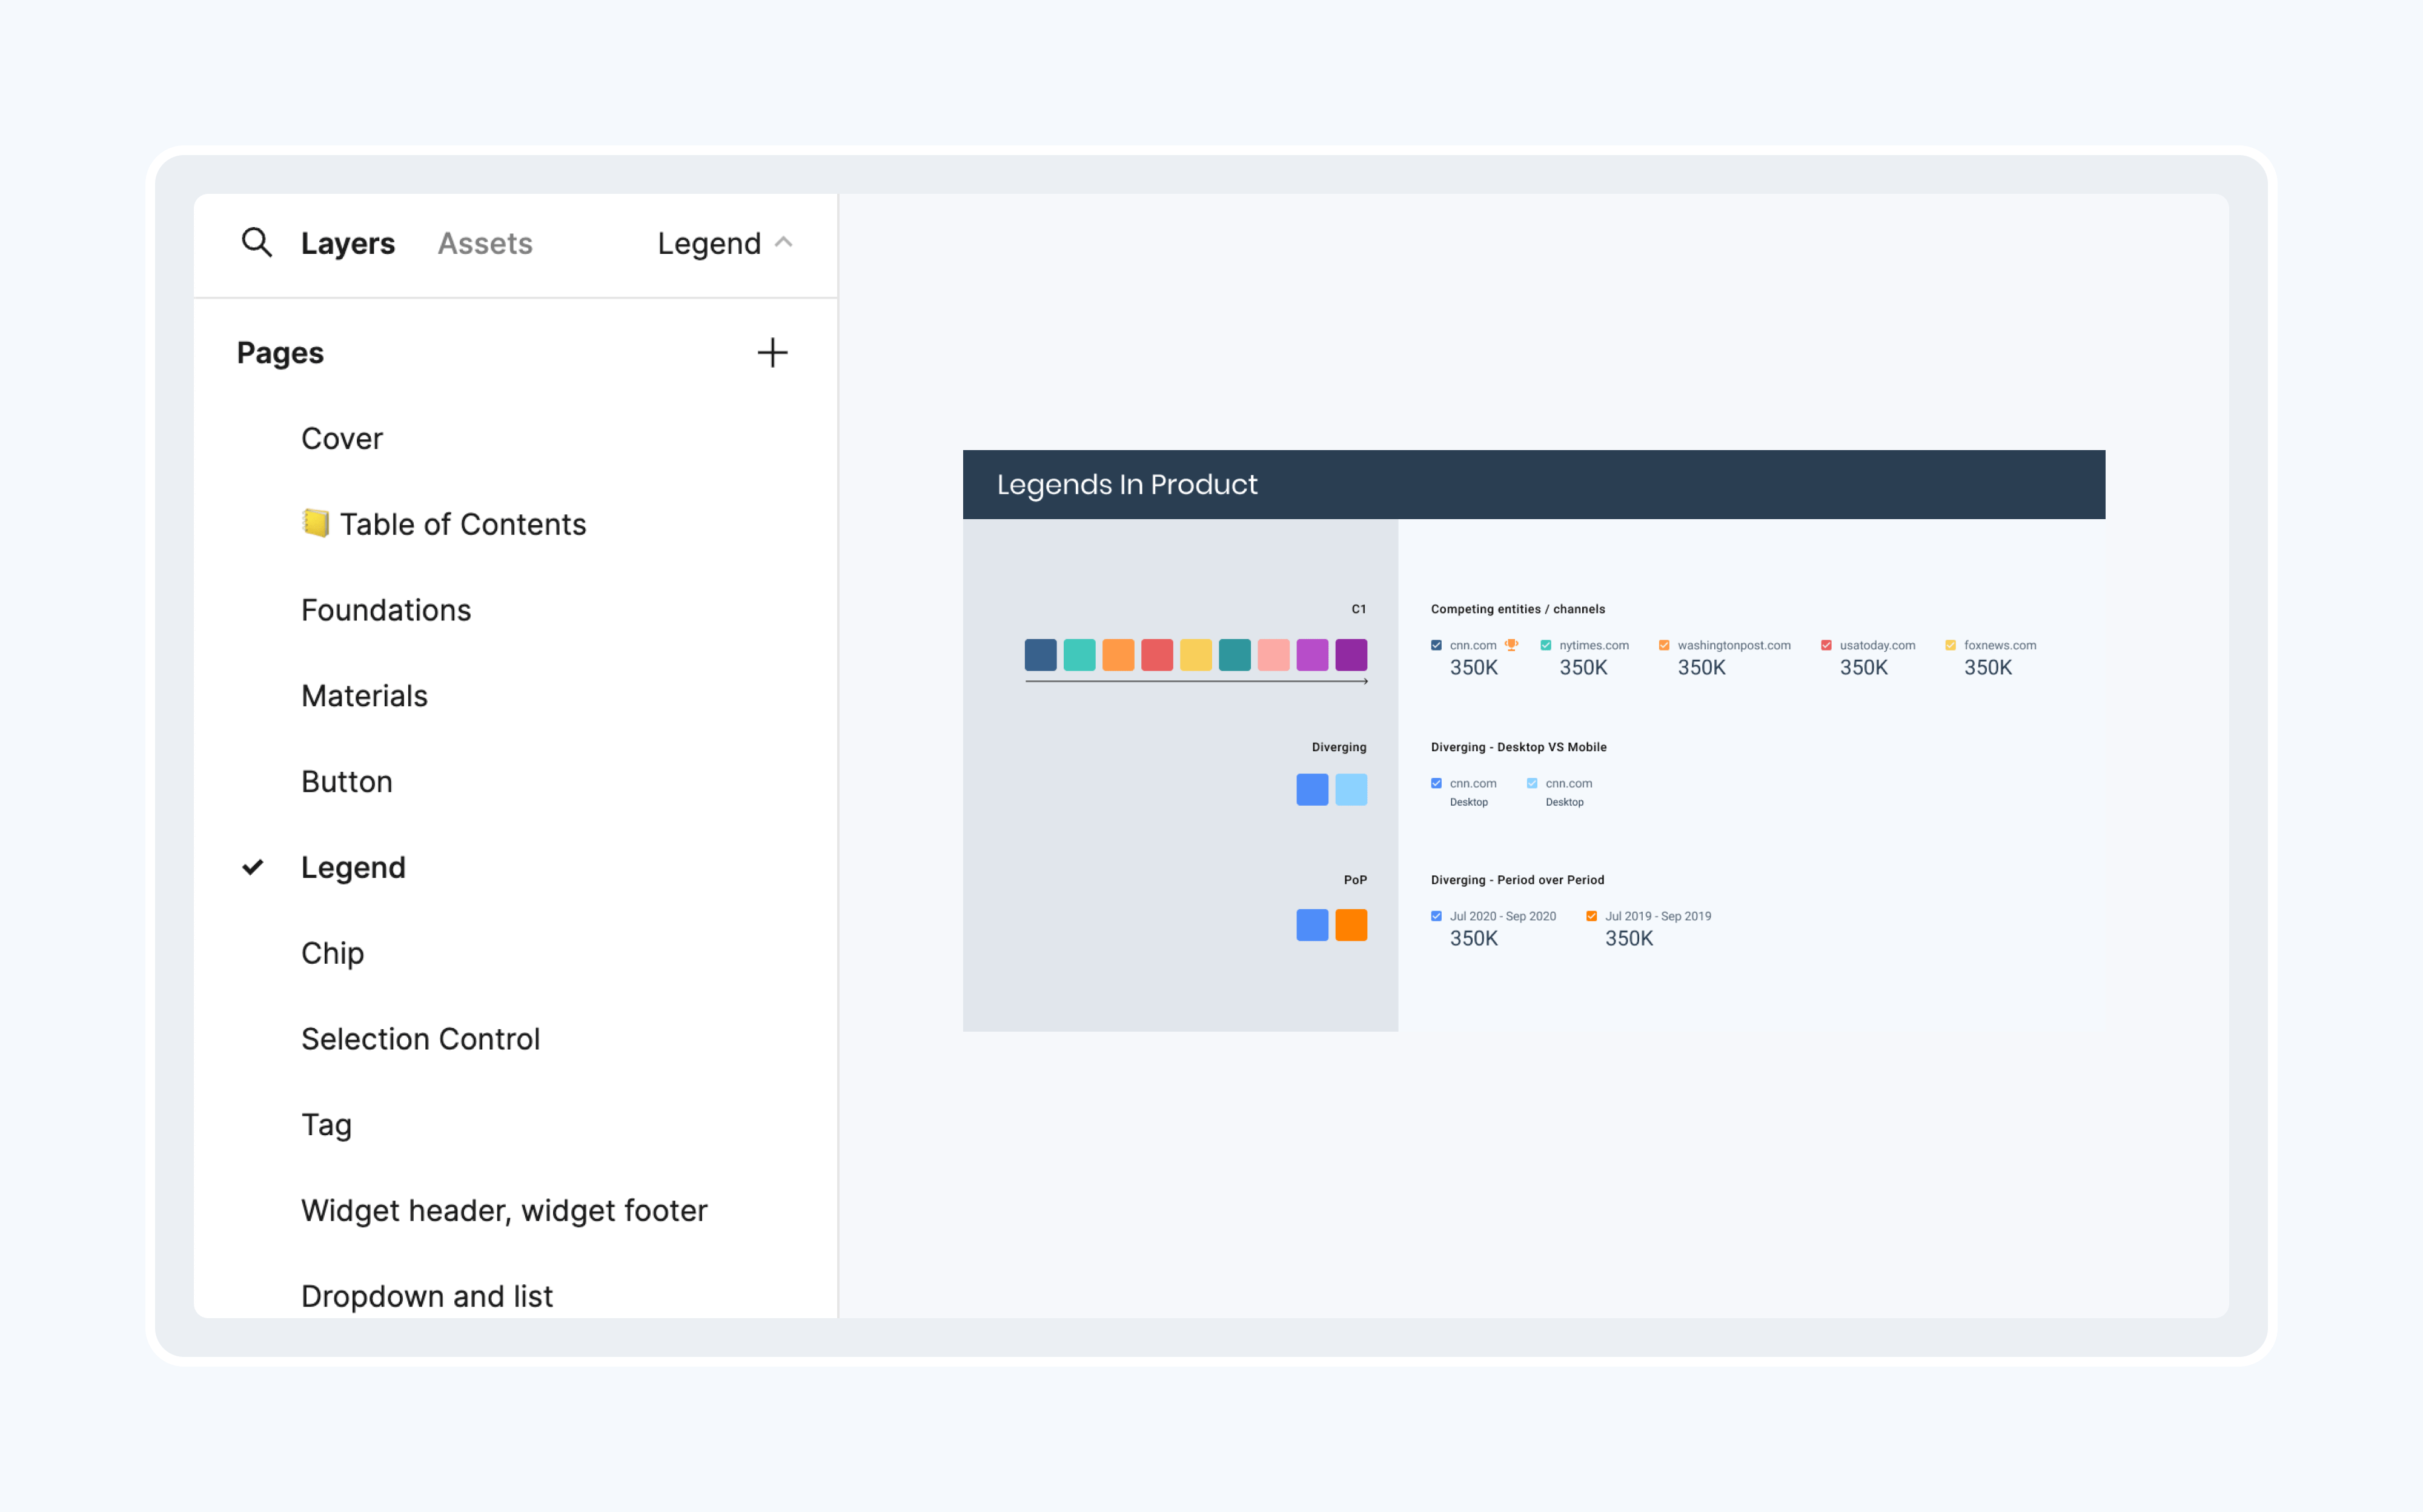 Layers Assets Legend
Pages
Cover
Table of Contents
Foundations
Materials
Button
Legend
Chip
Selection Control
Tag
Widget header, widget footer
Dropdown and list
Legends In Product
C1
Competing entities / channels
cnn.com nytimes.com washingtonpost.com usatoday.com foxnews.com
350K 350K 350K 350K 350K
Diverging
Diverging - Desktop VS Mobile
cnn.com cnn.com
Desktop Desktop
PoP
Diverging - Period over Period
Jul 2020 - Sep 2020 Jul 2019 - Sep 2019
350K 350K